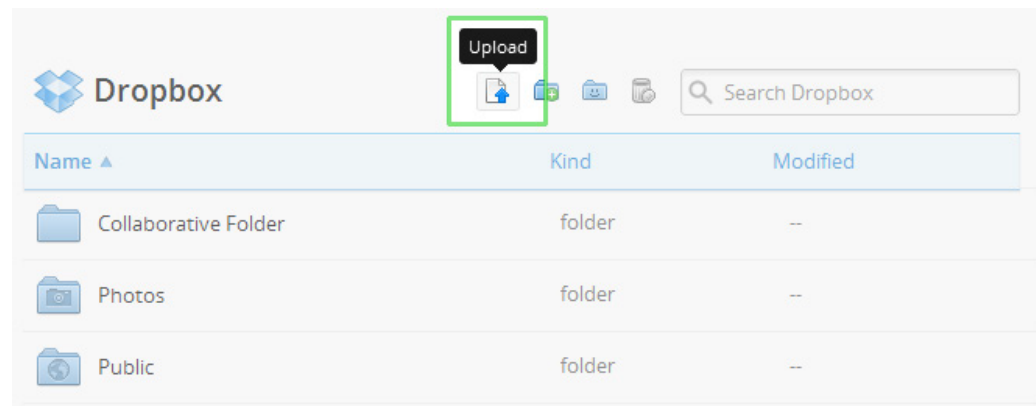 Upload
Dropbox
Search Dropbox
Name Kind Modified
Collaborative Folder folder --
Photos folder --
Public folder --